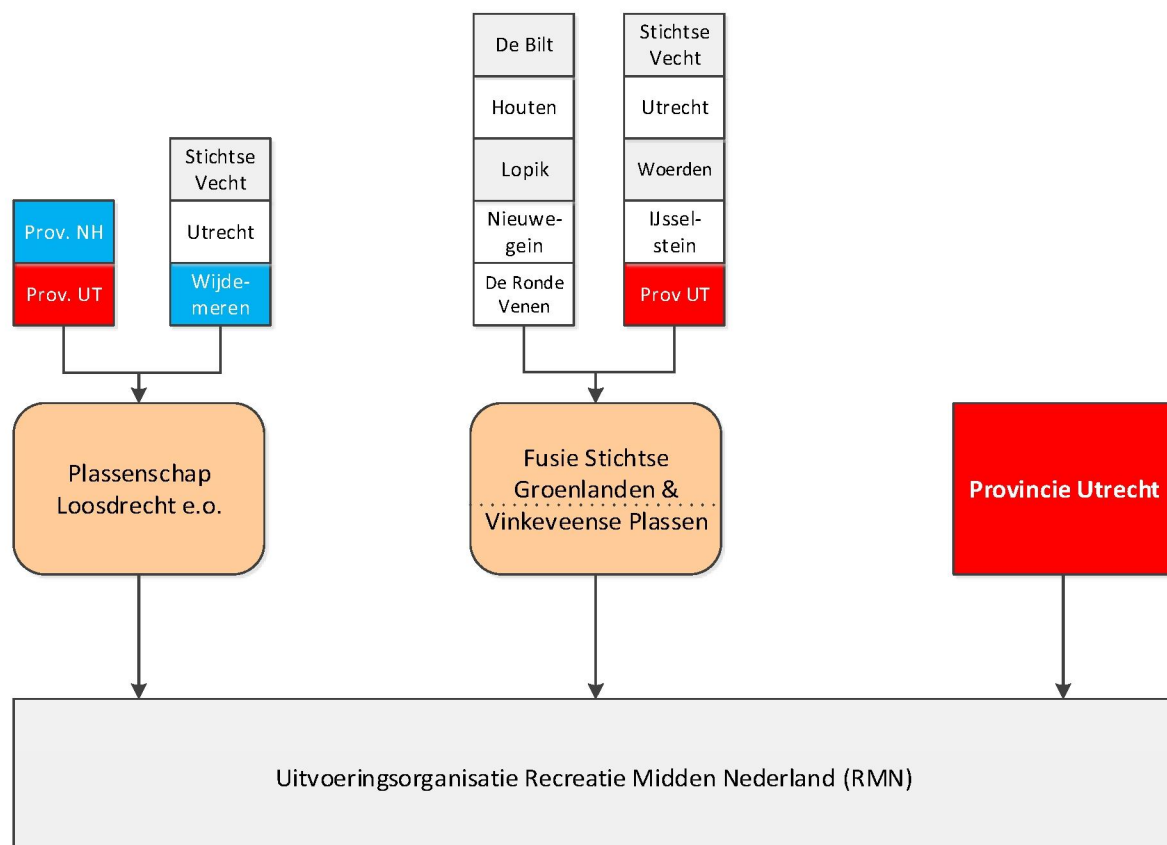 De Bilt
Houten
Lopik
Nieuwe-
gein
De Ronde
Venen
Stichtse
Vecht
Utrecht
Woerden
IJssel-
stein
Prov UT
Prov. NH
Prov. UT
Stichtse
Vecht
Utrecht
Wijde-
meren
Plassenschap
Loosdrecht e.o.
Fusie Stichtse
Groenlanden &
Vinkeveense Plassen
Provincie Utrecht
Uitvoeringsorganisatie Recreatie Midden Nederland (RMN)